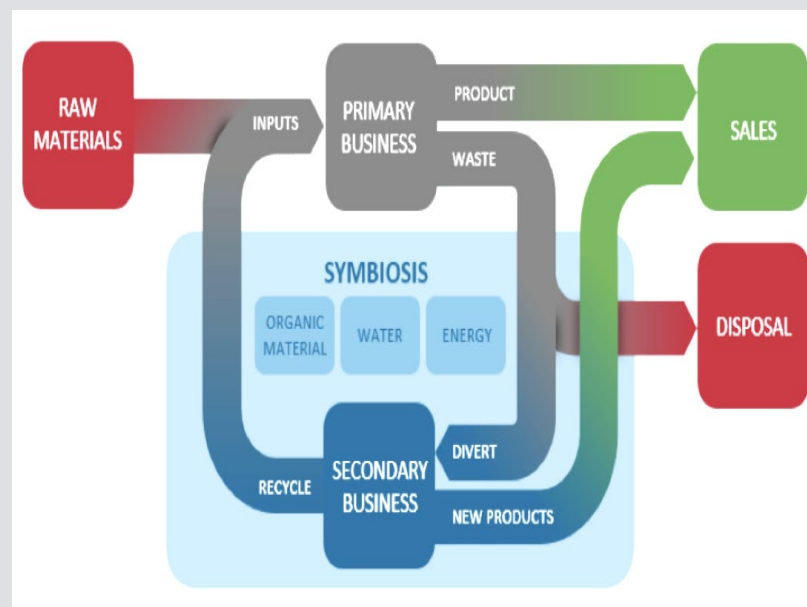 RAW
MATERIALS
INPUTS
PRIMARY
BUSINESS
PRODUCT
WASTE
SALES
SYMBIOSIS
ORGANIC
MATERIAL
WATER
ENERGY
DISPOSAL
RECYCLE
SECONDARY
BUSINESS
DIVERT
NEW PRODUCTS